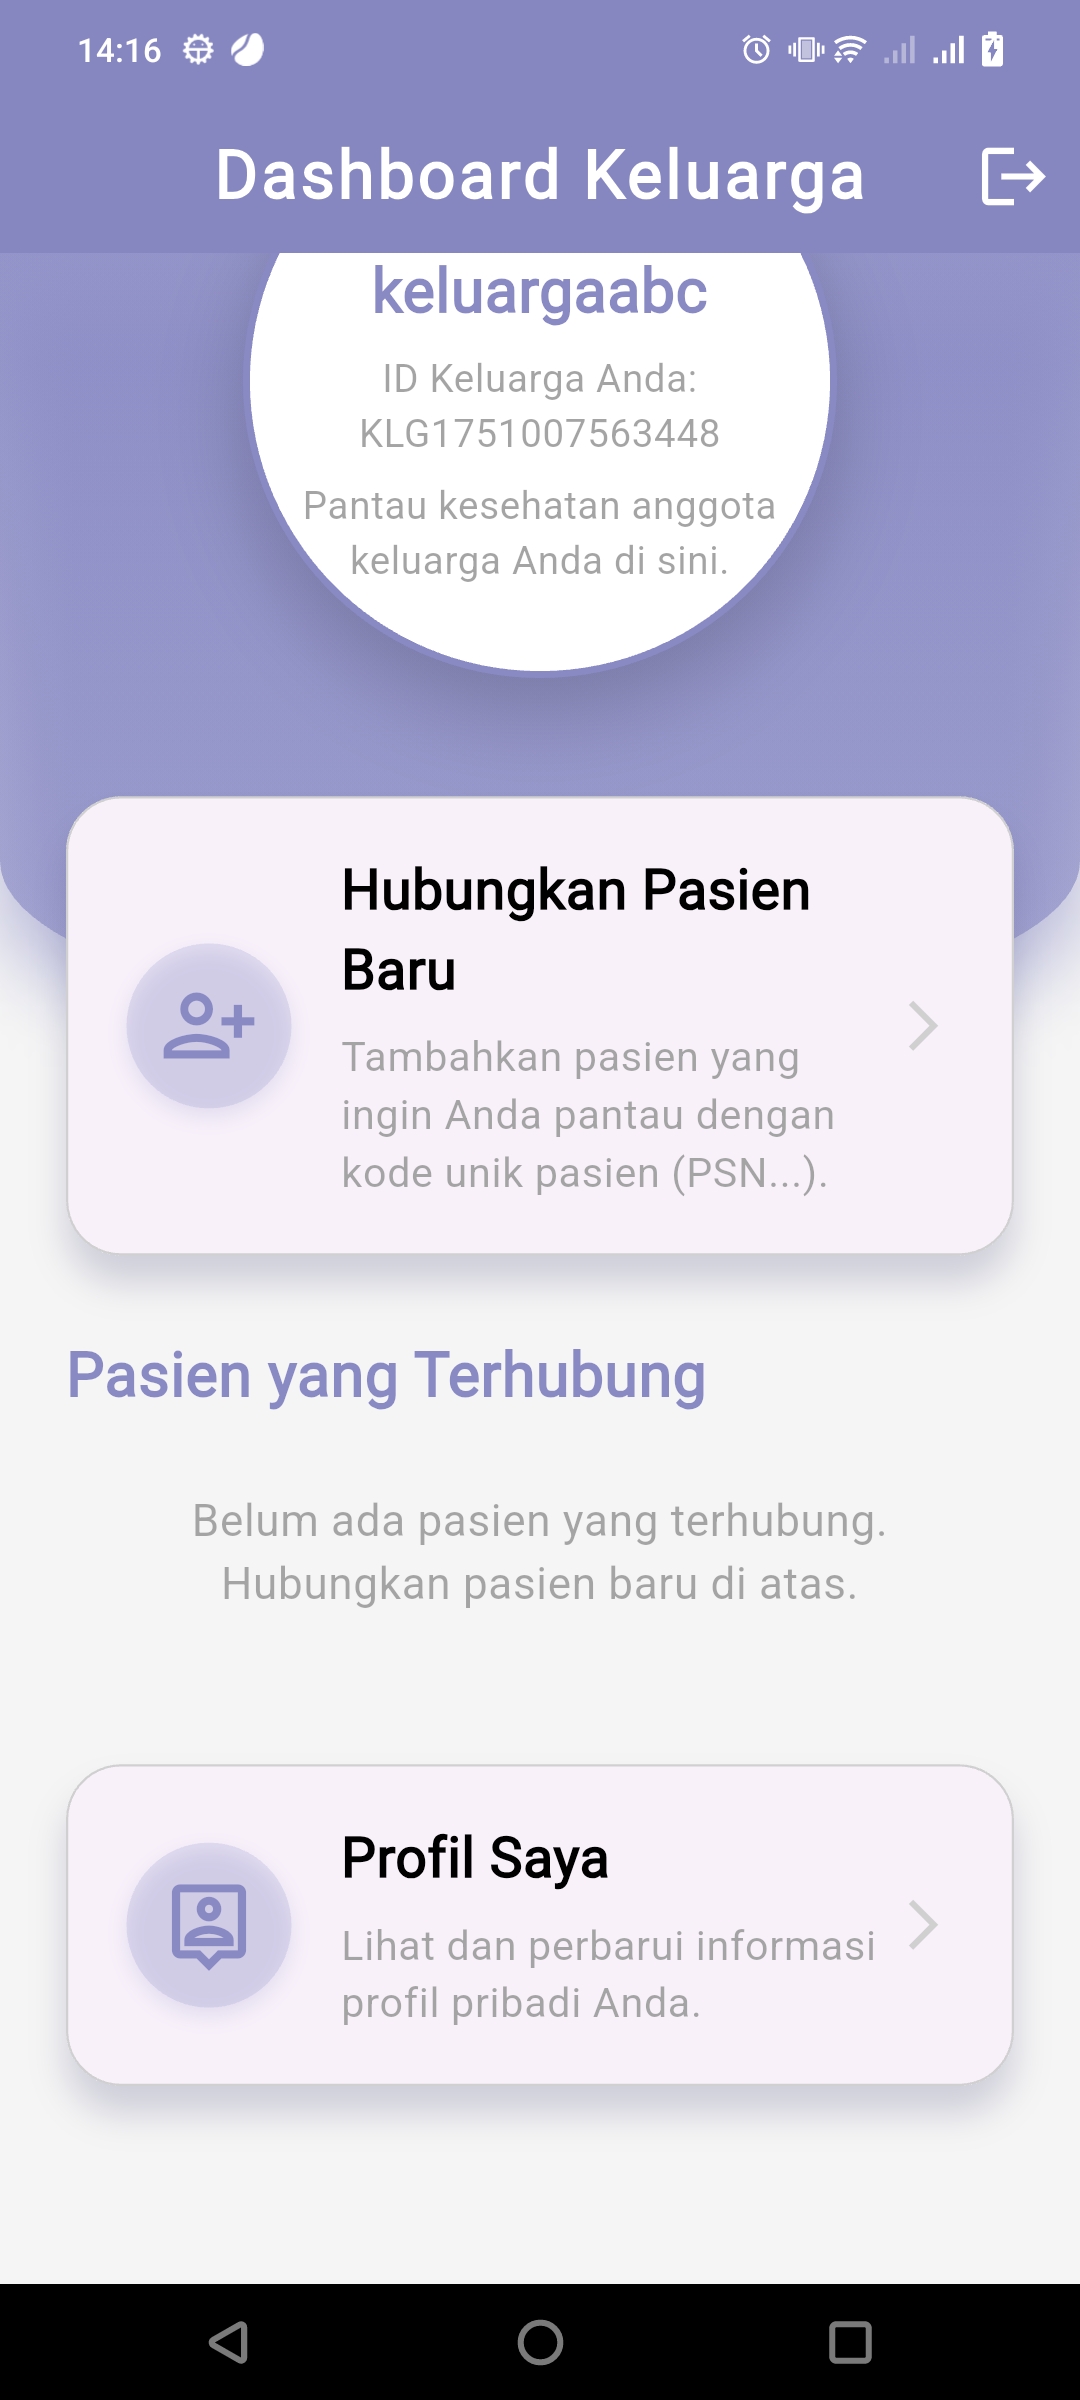 14:16
Dashboard Keluarga
keluargaabc
ID Keluarga Anda:
KLG1751007563448
Pantau kesehatan anggota
keluarga Anda di sini.
Hubungkan Pasien
Baru
Tambahkan pasien yang
ingin Anda pantau dengan
kode unik pasien (PSN...).
Pasien yang Terhubung
Belum ada pasien yang terhubung.
Hubungkan pasien baru di atas.
Profil Saya
Lihat dan perbarui informasi
profil pribadi Anda.